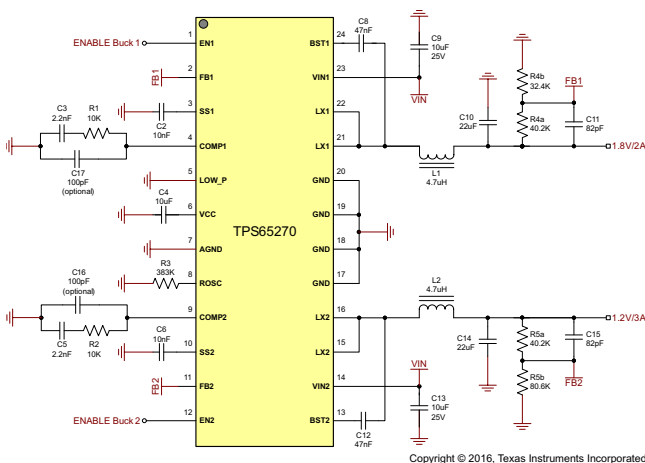 ENABLE Buck 1
1
EN1
FB1
2
FB1
3
SS1
C2
10nF
C3
2.2nF
R1
10K
C17
100pF
(optional)
4
COMP1
5
LOW_P
C4
10uF
6
VCC
7
AGND
R3
383K
8
ROSC
C16
100pF
(optional)
C5
2.2nF
R2
10K
9
COMP2
C6
10nF
10
SS2
FB2
11
FB2
ENABLE Buck 2
12
EN2
TPS65270
BST1
24
C8
47nF
VIN1
23
C9
10uF
25V
VIN
LX1
22
LX1
21
L1
4.7uH
C10
22uF
R4b
32.4K
R4a
40.2K
FB1
C11
82pF
1.8V/2A
GND
20
GND
19
GND
18
GND
17
LX2
16
LX2
15
L2
4.7uH
C14
22uF
R5a
40.2K
R5b
80.6K
C15
82pF
FB2
1.2V/3A
VIN2
14
VIN
C13
10uF
25V
BST2
13
C12
47nF
Copyright © 2016, Texas Instruments Incorporated